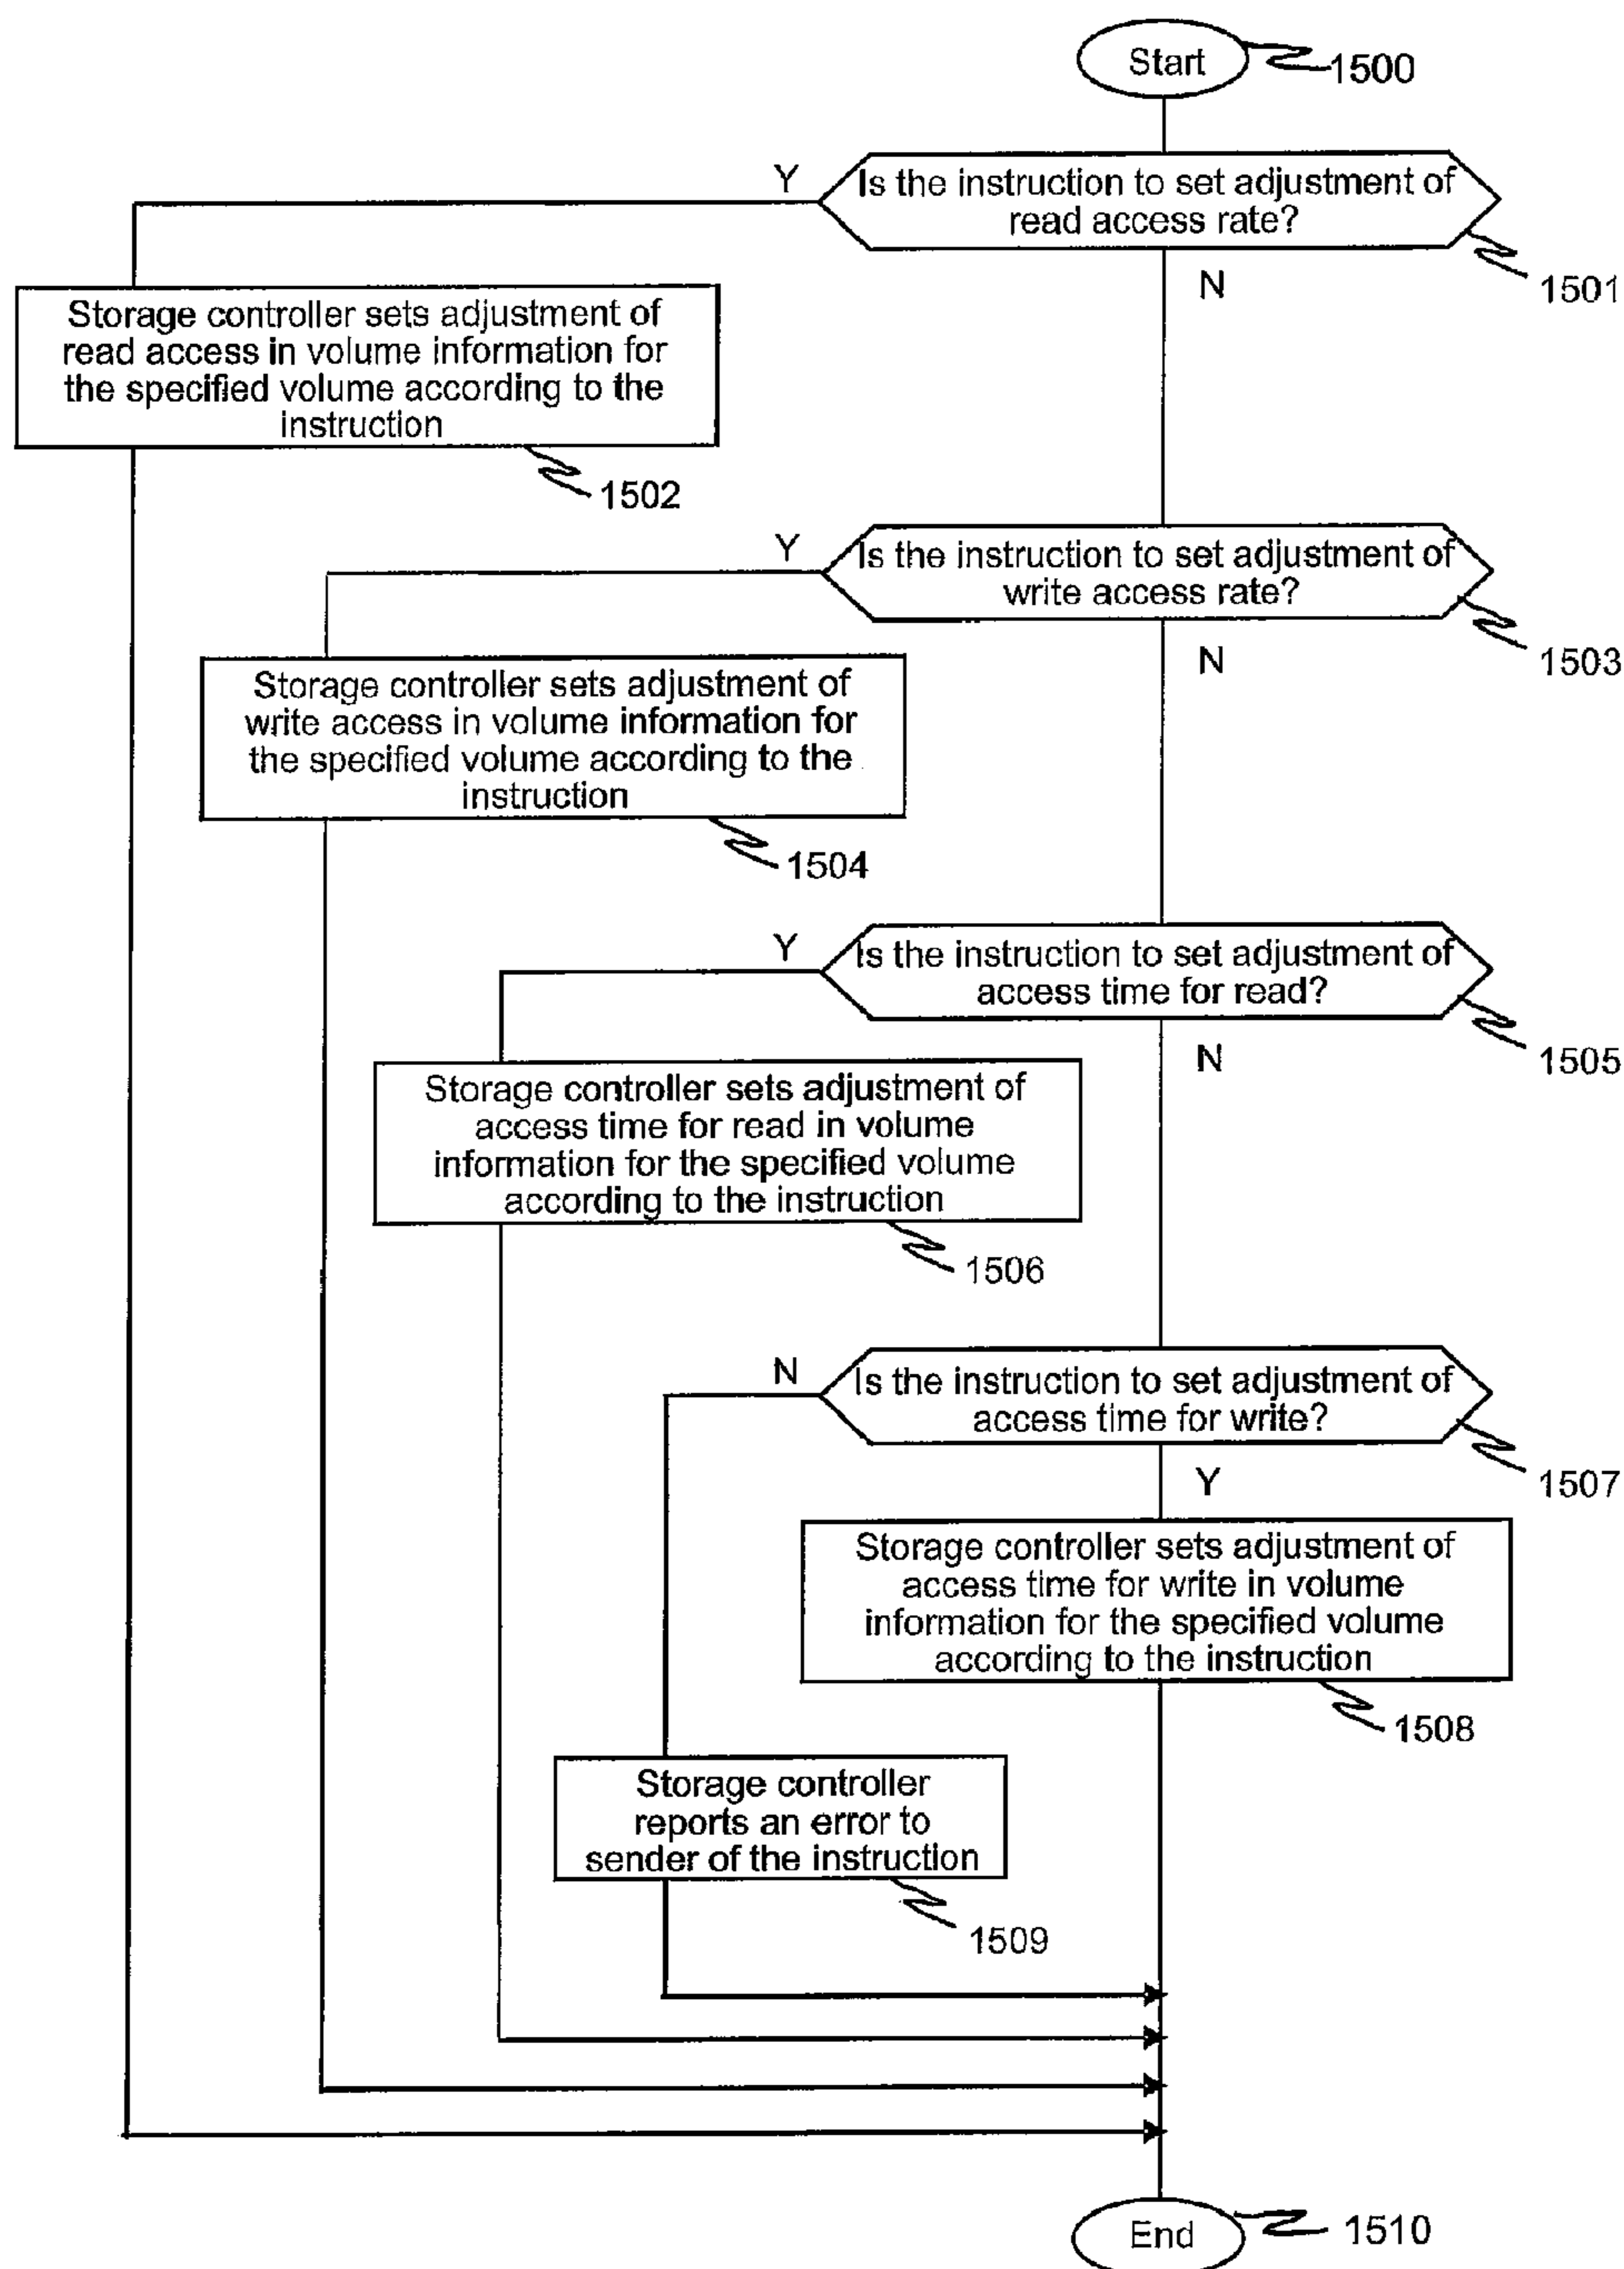 Start
1500
Y
Is the instruction to set adjustment of
read access rate?
1501
N
Storage controller sets adjustment of
read access in volume information for
the specified volume according to the
instruction
1502
Y
Is the instruction to set adjustment of
write access rate?
1503
N
Storage controller sets adjustment of
write access in volume information for
the specified volume according to the
instruction
1504
Y
Is the instruction to set adjustment of
access time for read?
1505
N
Storage controller sets adjustment of
access time for read in volume
information for the specified volume
according to the instruction
1506
N
Is the instruction to set adjustment of
access time for write?
1507
Y
Storage controller sets adjustment of
access time for write in volume
information for the specified volume
according to the instruction
1508
Storage controller
reports an error to
sender of the instruction
1509
End
1510